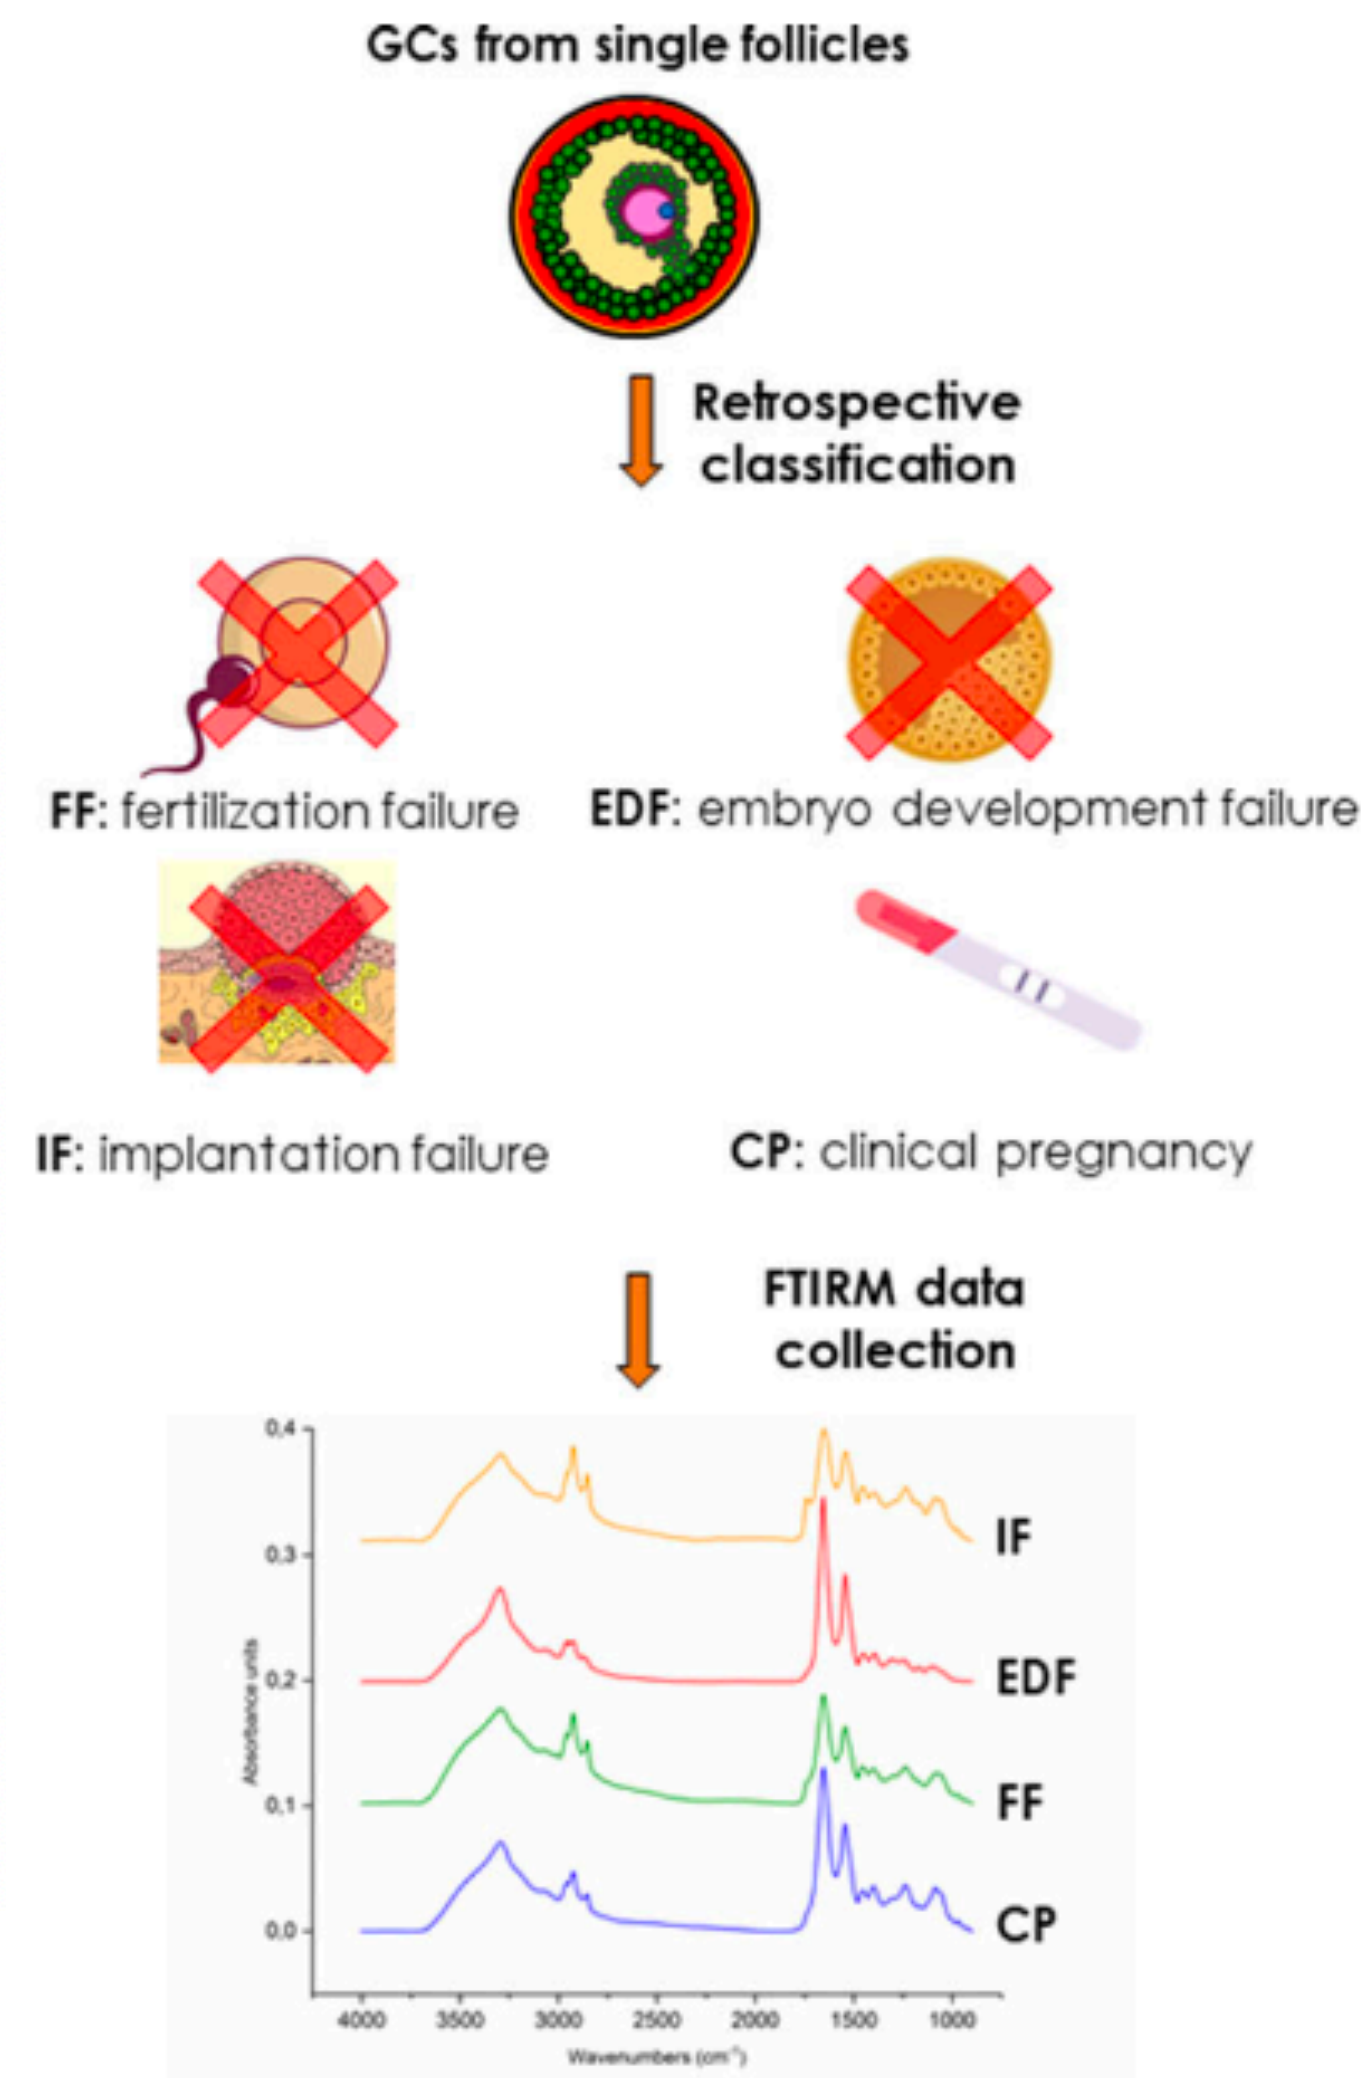 GCs from single follicles
Retrospective
classification
FF: fertilization failure
EDF: embryo development failure
IF: implantation failure
CP: clinical pregnancy
FTIRM data
collection
0,4
0,3
0,2
0,1
0,0
Absorbance units
IF
EDF
FF
CP
4000 3500 3000 2500 2000 1500 1000
Wavenumbers (cm⁻¹)